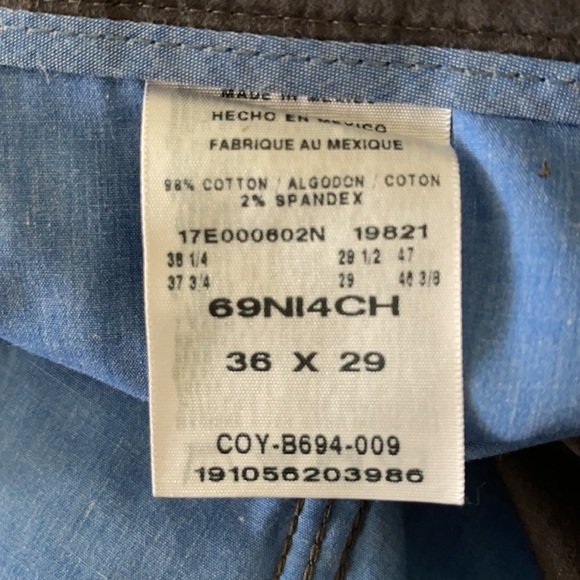 MADE IN MEXICO
HECHO EN MEXICO
FABRIQUE AU MEXIQUE
98% COTTON / ALGODON / COTON
2% SPANDEX
17E000602N 19821
38 1/4 29 1/2 47
37 3/4 29 46 3/8
69NI4CH
36 X 29
COY-B694-009
191056203986